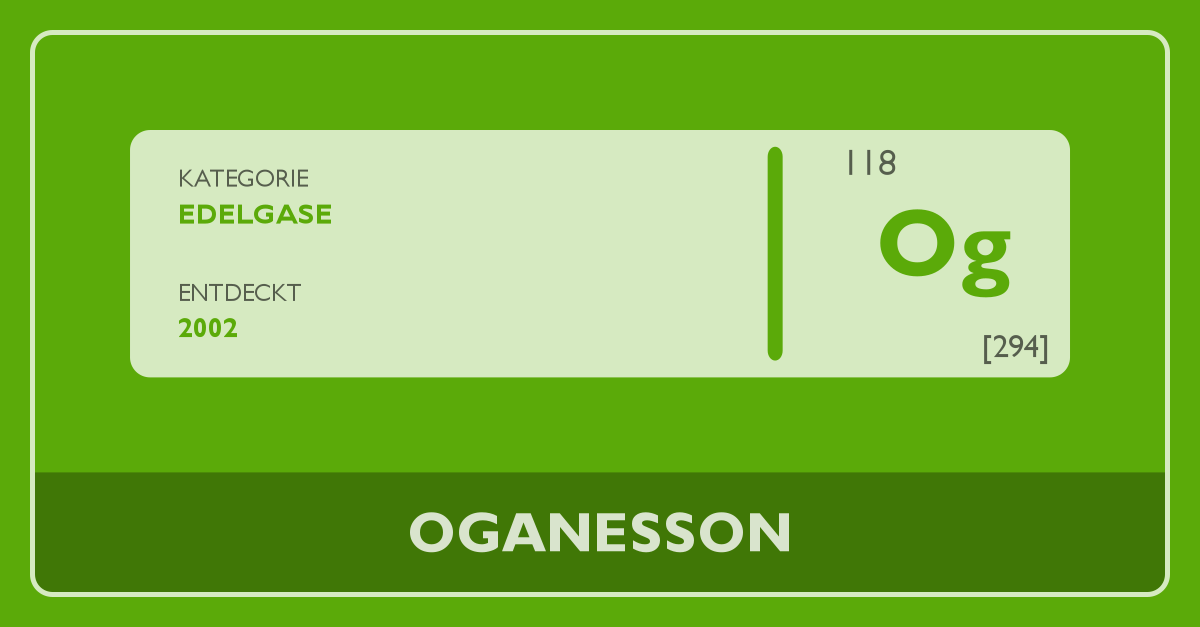 KATEGORIE
EDELGASE
ENTDECKT
2002
118
Og
[294]
OGANESSON